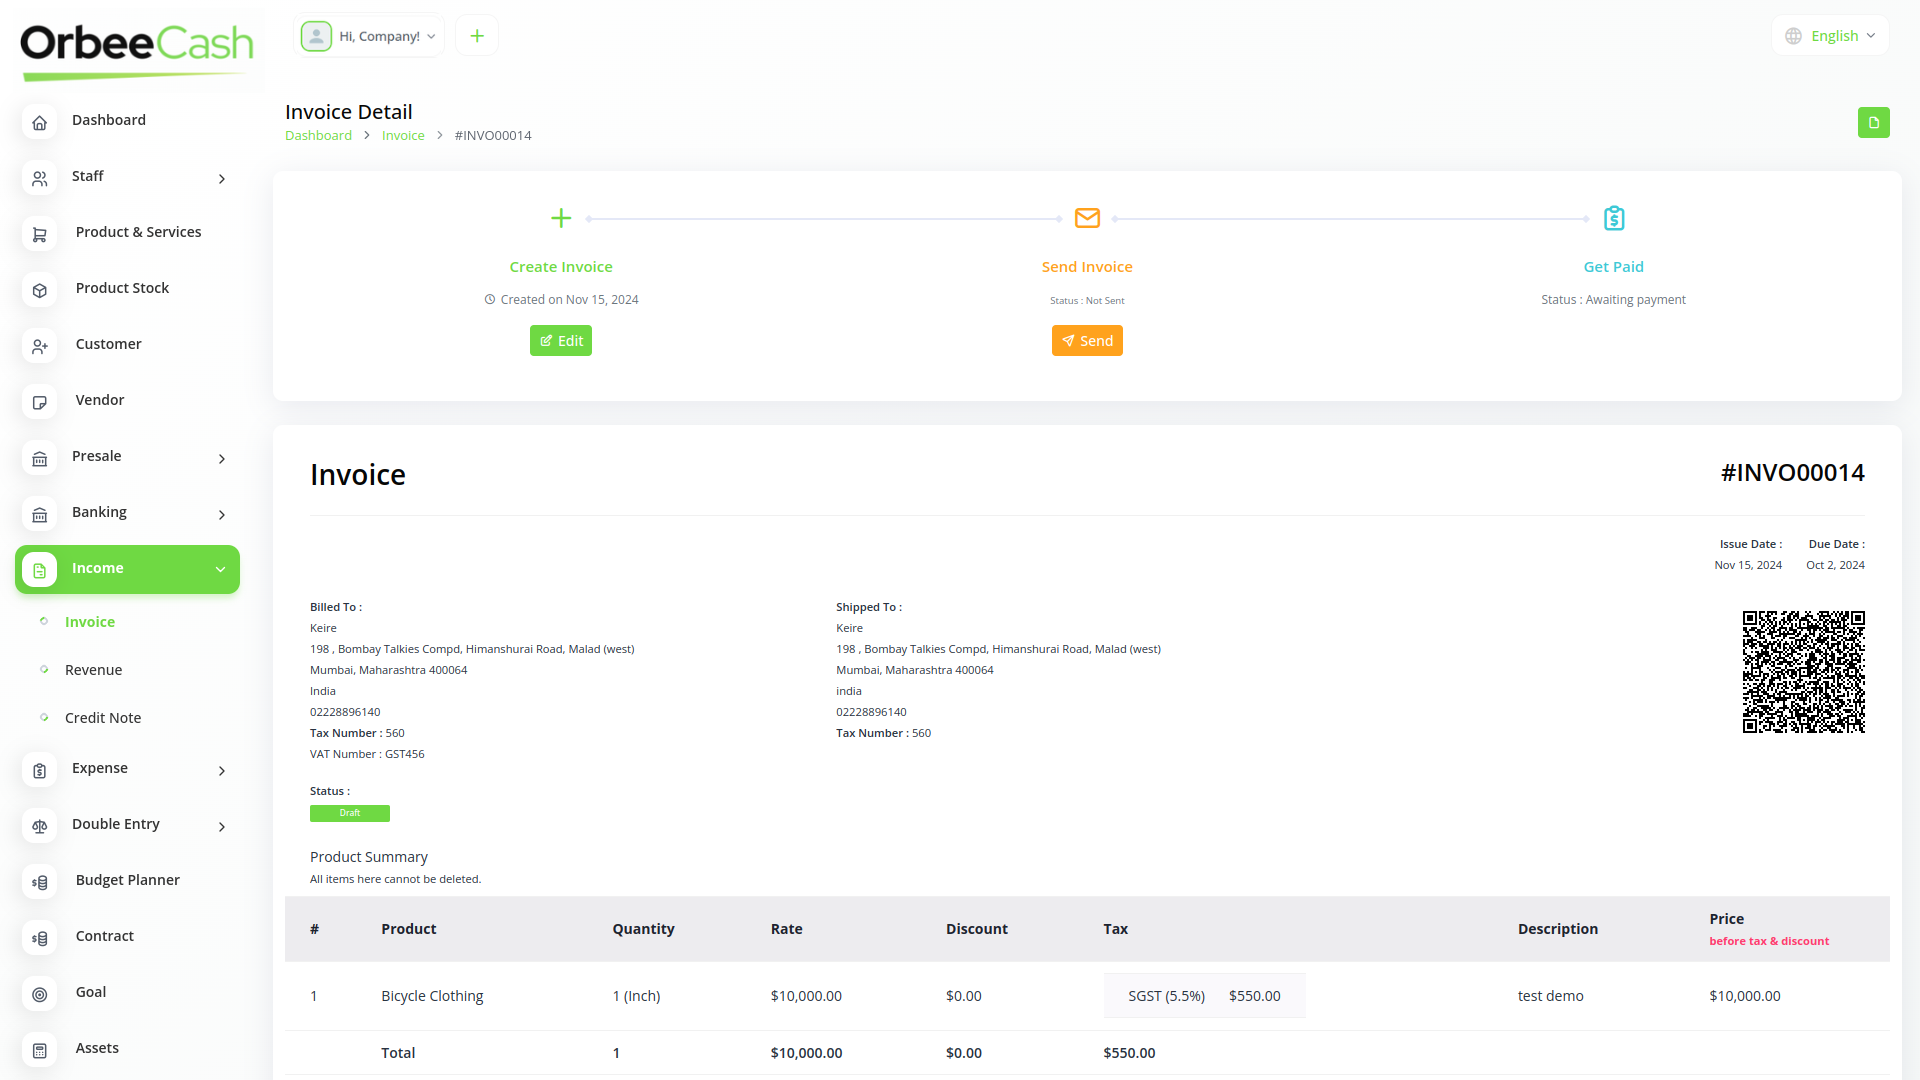 OrbeeCash
Hi, Company!
English
Dashboard
Staff
Product & Services
Product Stock
Customer
Vendor
Presale
Banking
Income
Invoice
Revenue
Credit Note
Expense
Double Entry
Budget Planner
Contract
Goal
Assets
Invoice Detail
Dashboard > Invoice > #INVO00014
Create Invoice
Created on Nov 15, 2024
Edit
Send Invoice
Status : Not Sent
Send
Get Paid
Status : Awaiting payment
Invoice #INVO00014
Issue Date : Due Date :
Nov 15, 2024 Oct 2, 2024
Billed To :
Keire
198 , Bombay Talkies Compd, Himanshurai Road, Malad (west)
Mumbai, Maharashtra 400064
India
02228896140
Tax Number : 560
VAT Number : GST456
Shipped To :
Keire
198 , Bombay Talkies Compd, Himanshurai Road, Malad (west)
Mumbai, Maharashtra 400064
india
02228896140
Tax Number : 560
Status :
Draft
Product Summary
All items here cannot be deleted.
# Product Quantity Rate Discount Tax Description Price
before tax & discount
1 Bicycle Clothing 1 (Inch) $10,000.00 $0.00 SGST (5.5%) $550.00 test demo $10,000.00
Total 1 $10,000.00 $0.00 $550.00